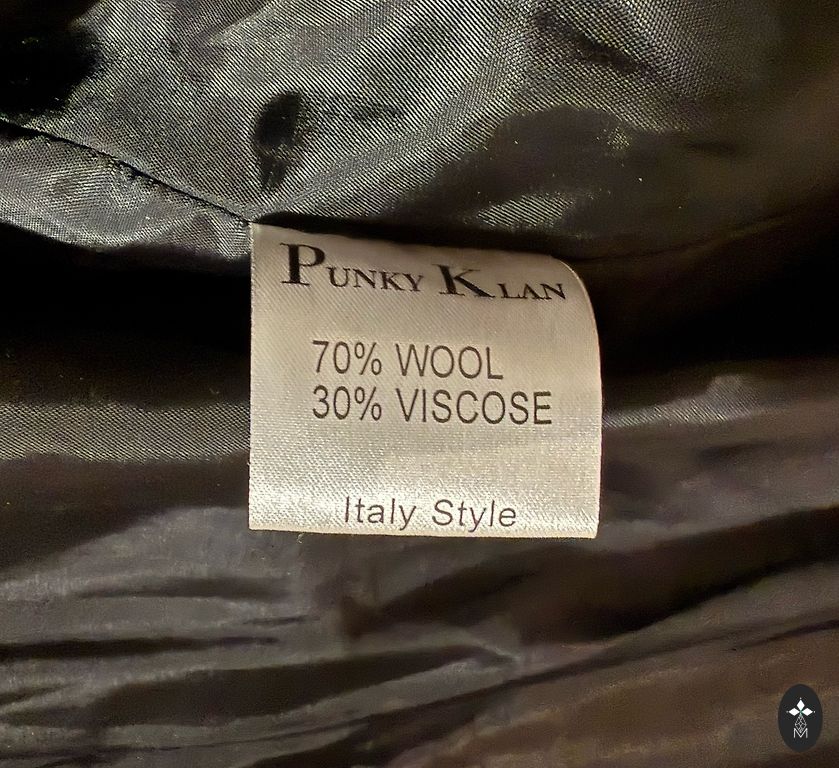 PUNKY KLAN
70% WOOL
30% VISCOSE
Italy Style
M